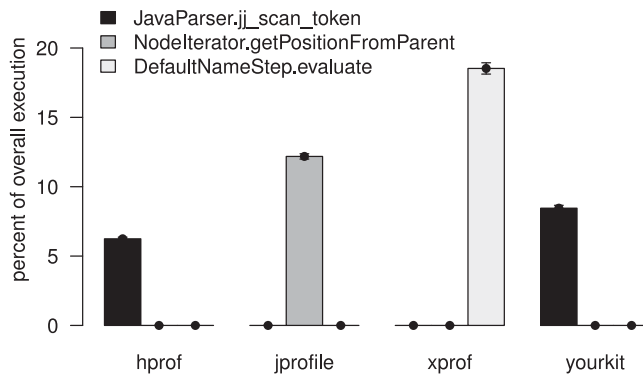 JavaParser.jj_scan_token
NodeIterator.getPositionFromParent
DefaultNameStep.evaluate
percent of overall execution
20
15
10
5
0
hprof
jprofile
xprof
yourkit